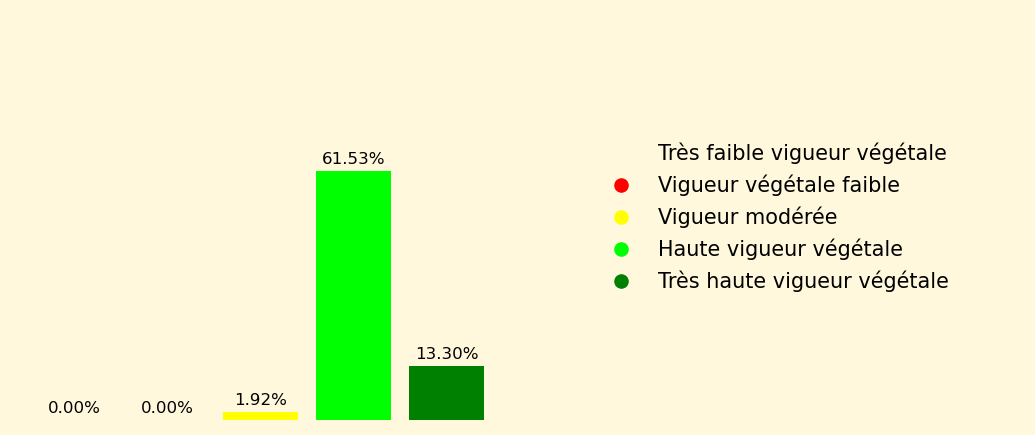 61.53%
13.30%
1.92%
0.00%
0.00%
Très faible vigueur végétale
Vigueur végétale faible
Vigueur modérée
Haute vigueur végétale
Très haute vigueur végétale